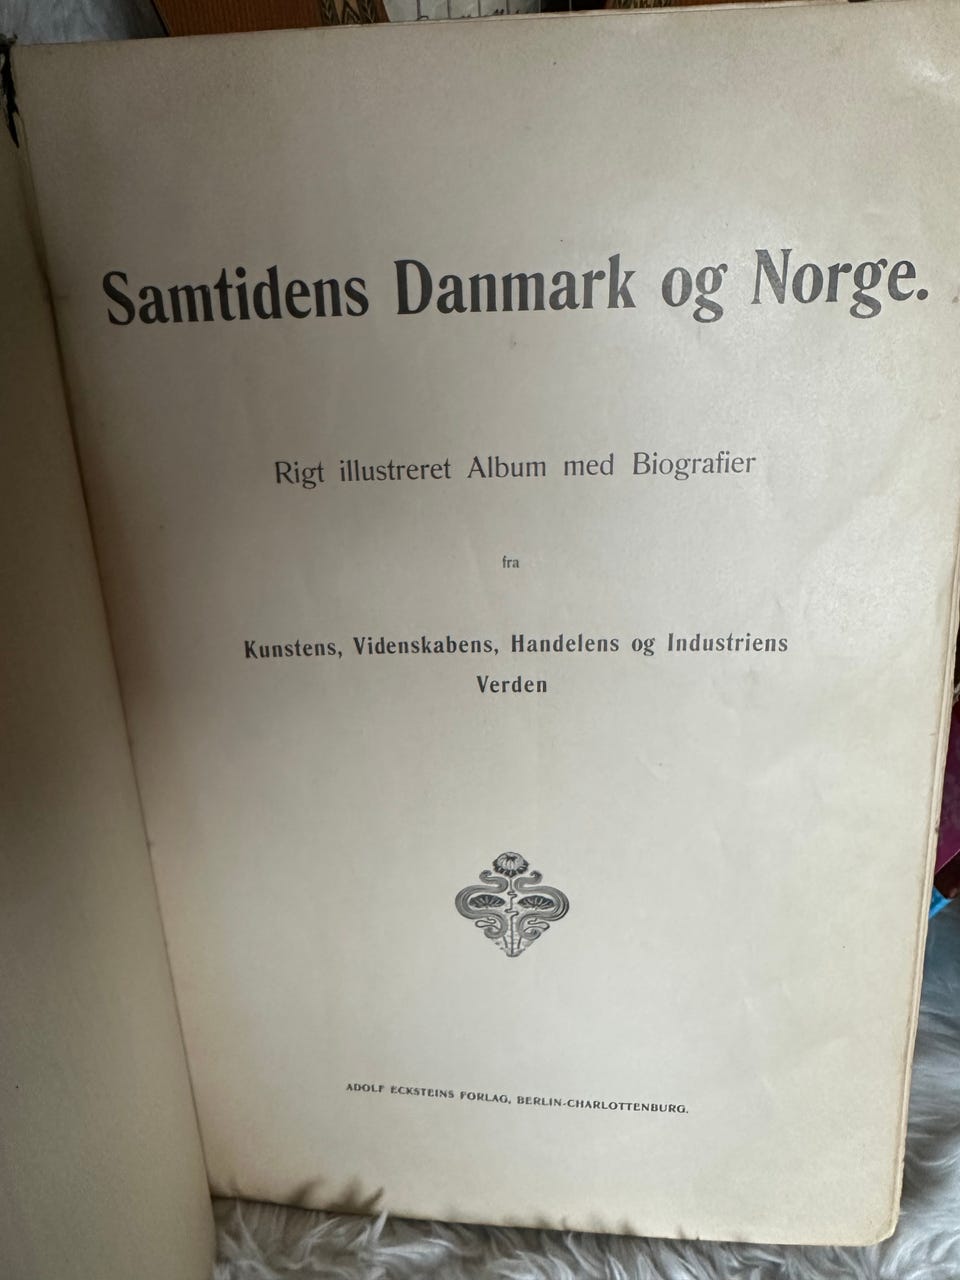 Samtidens Danmark og Norge.
Rigt illustreret Album med Biografier
fra
Kunstens, Videnskabens, Handelens og Industriens
Verden
ADOLF ECKSTEINS FORLAG, BERLIN-CHARLOTTENBURG.